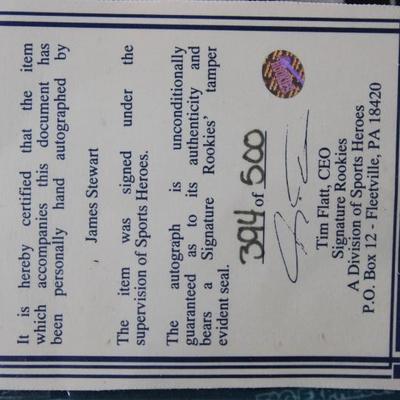 It is hereby certified that the item
which accompanies this document has
been personally hand autographed by
James Stewart
The item was signed under the
supervision of Sports Heroes.
The autograph is unconditionally
guaranteed as to its authenticity and
bears a Signature Rookies' tamper
evident seal.
394 of 500
Tim Flatt, CEO
Signature Rookies
A Division of Sports Heroes
P.O. Box 12 - Fleetville, PA 18420